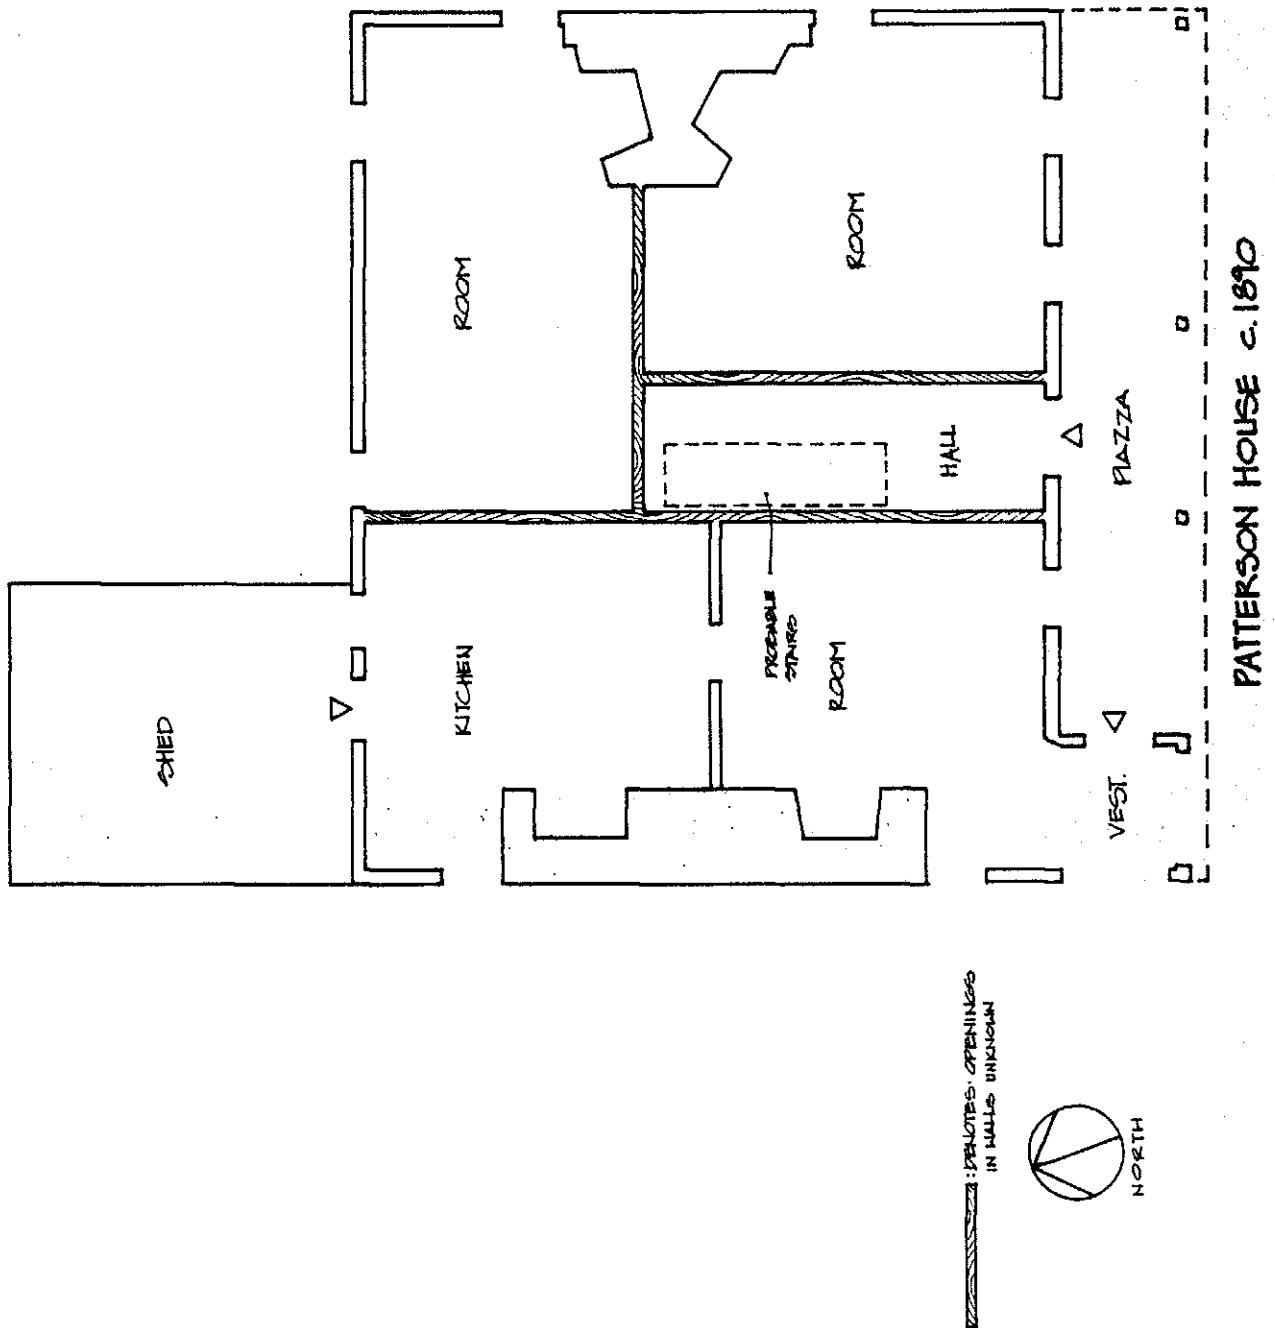 SHED
KITCHEN
ROOM
ROOM
ROOM
PROBABLE
STAIRS
HALL
PIAZZA
VEST.
PATTERSON HOUSE C. 1890
: DENOTES OPENINGS
IN WALLS UNKNOWN
NORTH